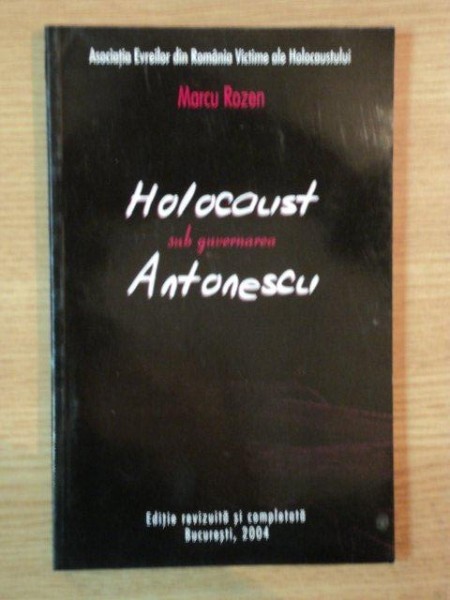 Asociația Evreilor din România Victime ale Holocaustului
Marcu Rozen
Holocaust
sub guvernarea
Antonescu
Ediție revizuită și completată
București, 2004